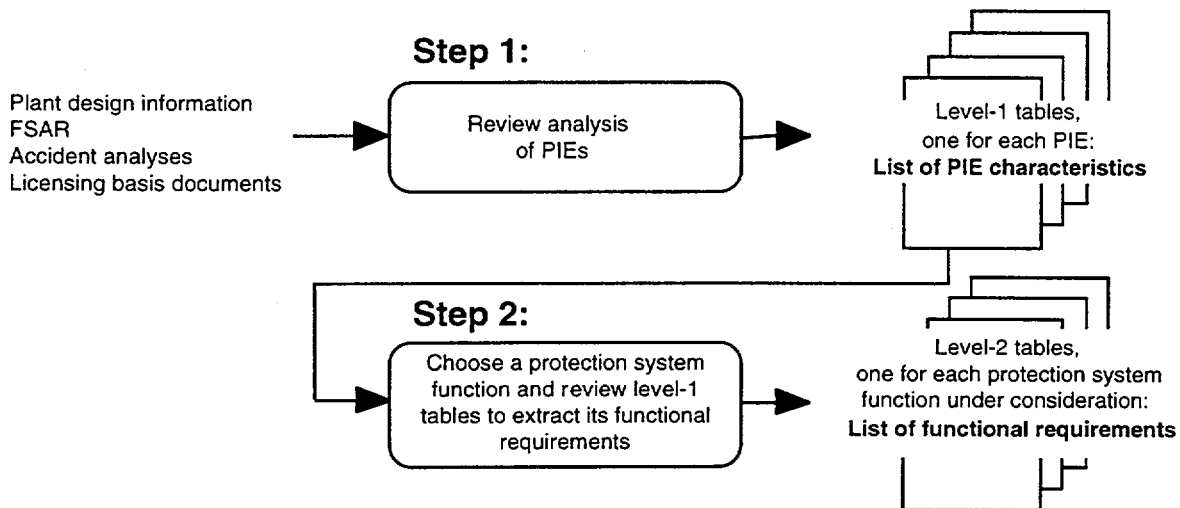 Step 1:
Plant design information
FSAR
Accident analyses
Licensing basis documents
Review analysis
of PIEs
Level-1 tables,
one for each PIE:
List of PIE characteristics
Step 2:
Choose a protection system
function and review level-1
tables to extract its functional
requirements
Level-2 tables,
one for each protection system
function under consideration:
List of functional requirements